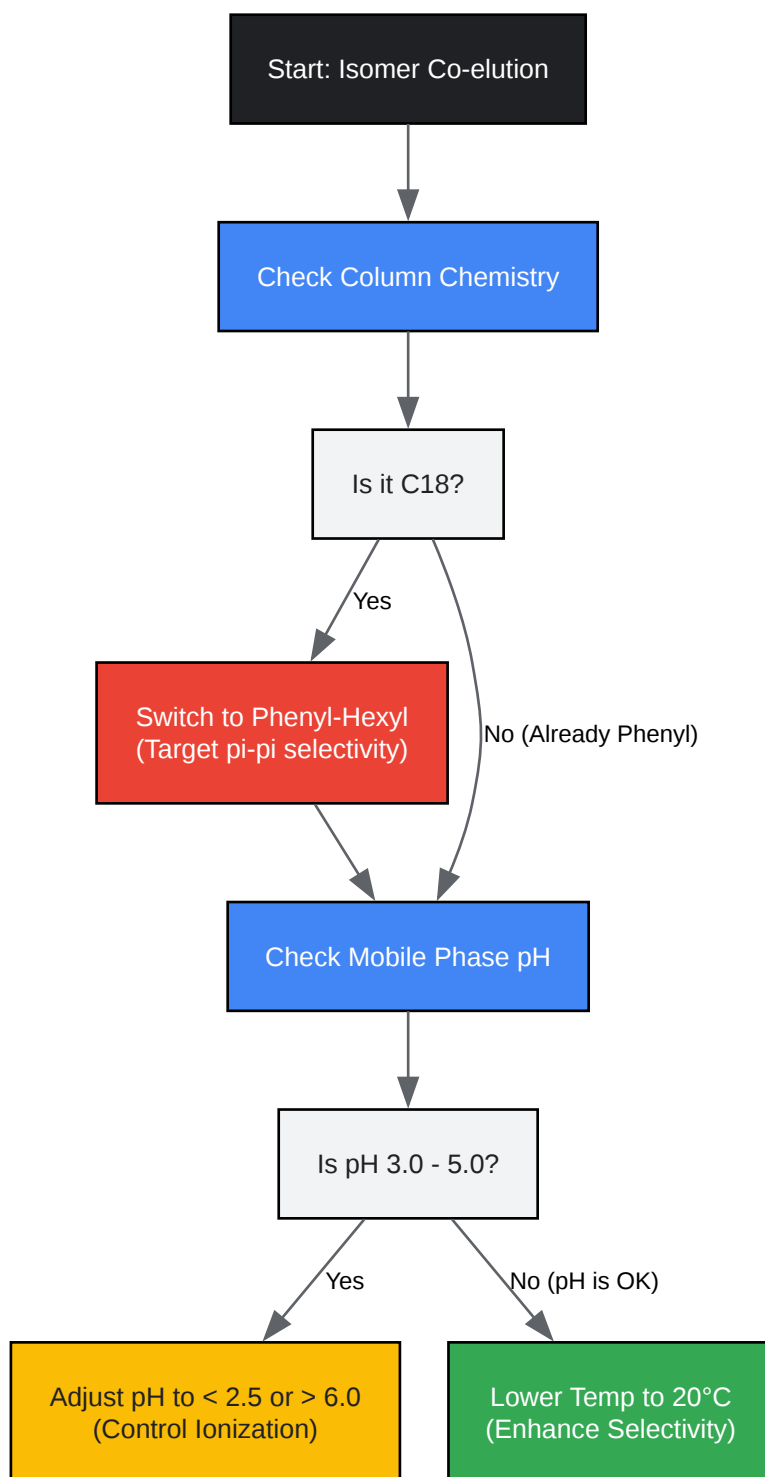 Start: Isomer Co-elution
Check Column Chemistry
Is it C18?
Yes
Switch to Phenyl-Hexyl
(Target pi-pi selectivity)
No (Already Phenyl)
Check Mobile Phase pH
Is pH 3.0 - 5.0?
Yes
No (pH is OK)
Adjust pH to < 2.5 or > 6.0
(Control Ionization)
Lower Temp to 20°C
(Enhance Selectivity)